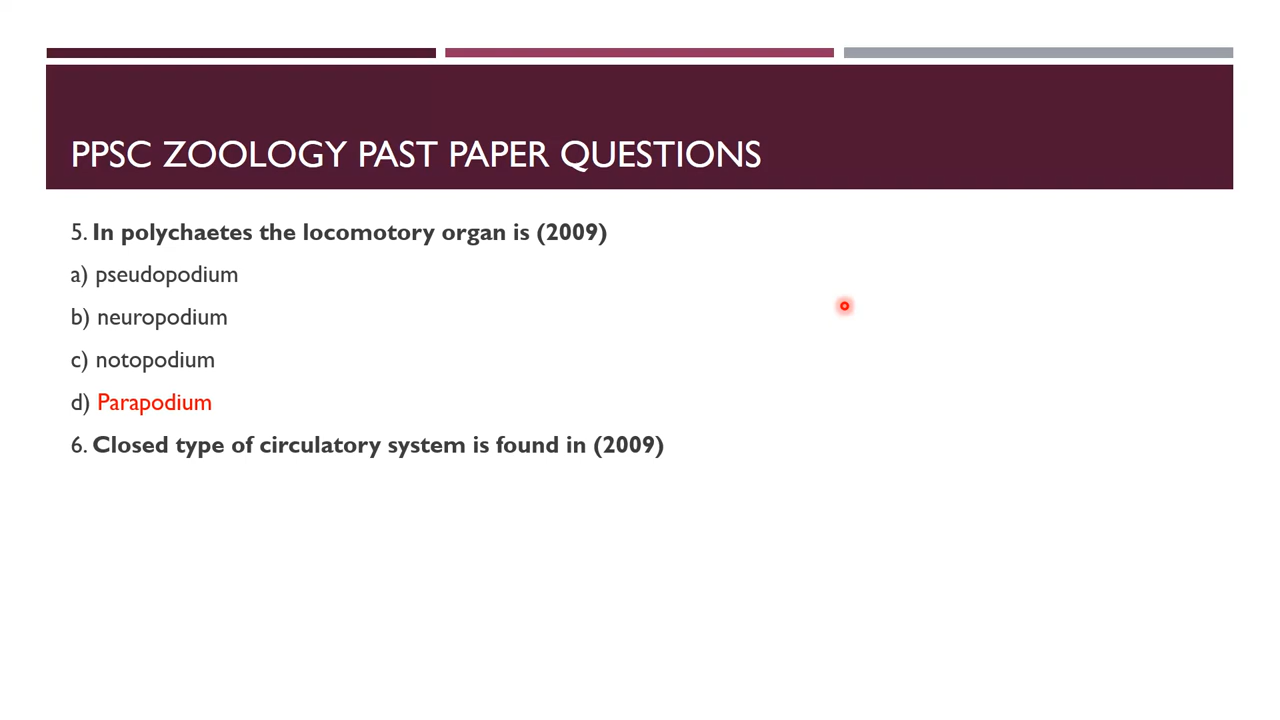 PPSC ZOOLOGY PAST PAPER QUESTIONS
5. In polychaetes the locomotory organ is (2009)
a) pseudopodium
b) neuropodium
c) notopodium
d) Parapodium
6. Closed type of circulatory system is found in (2009)